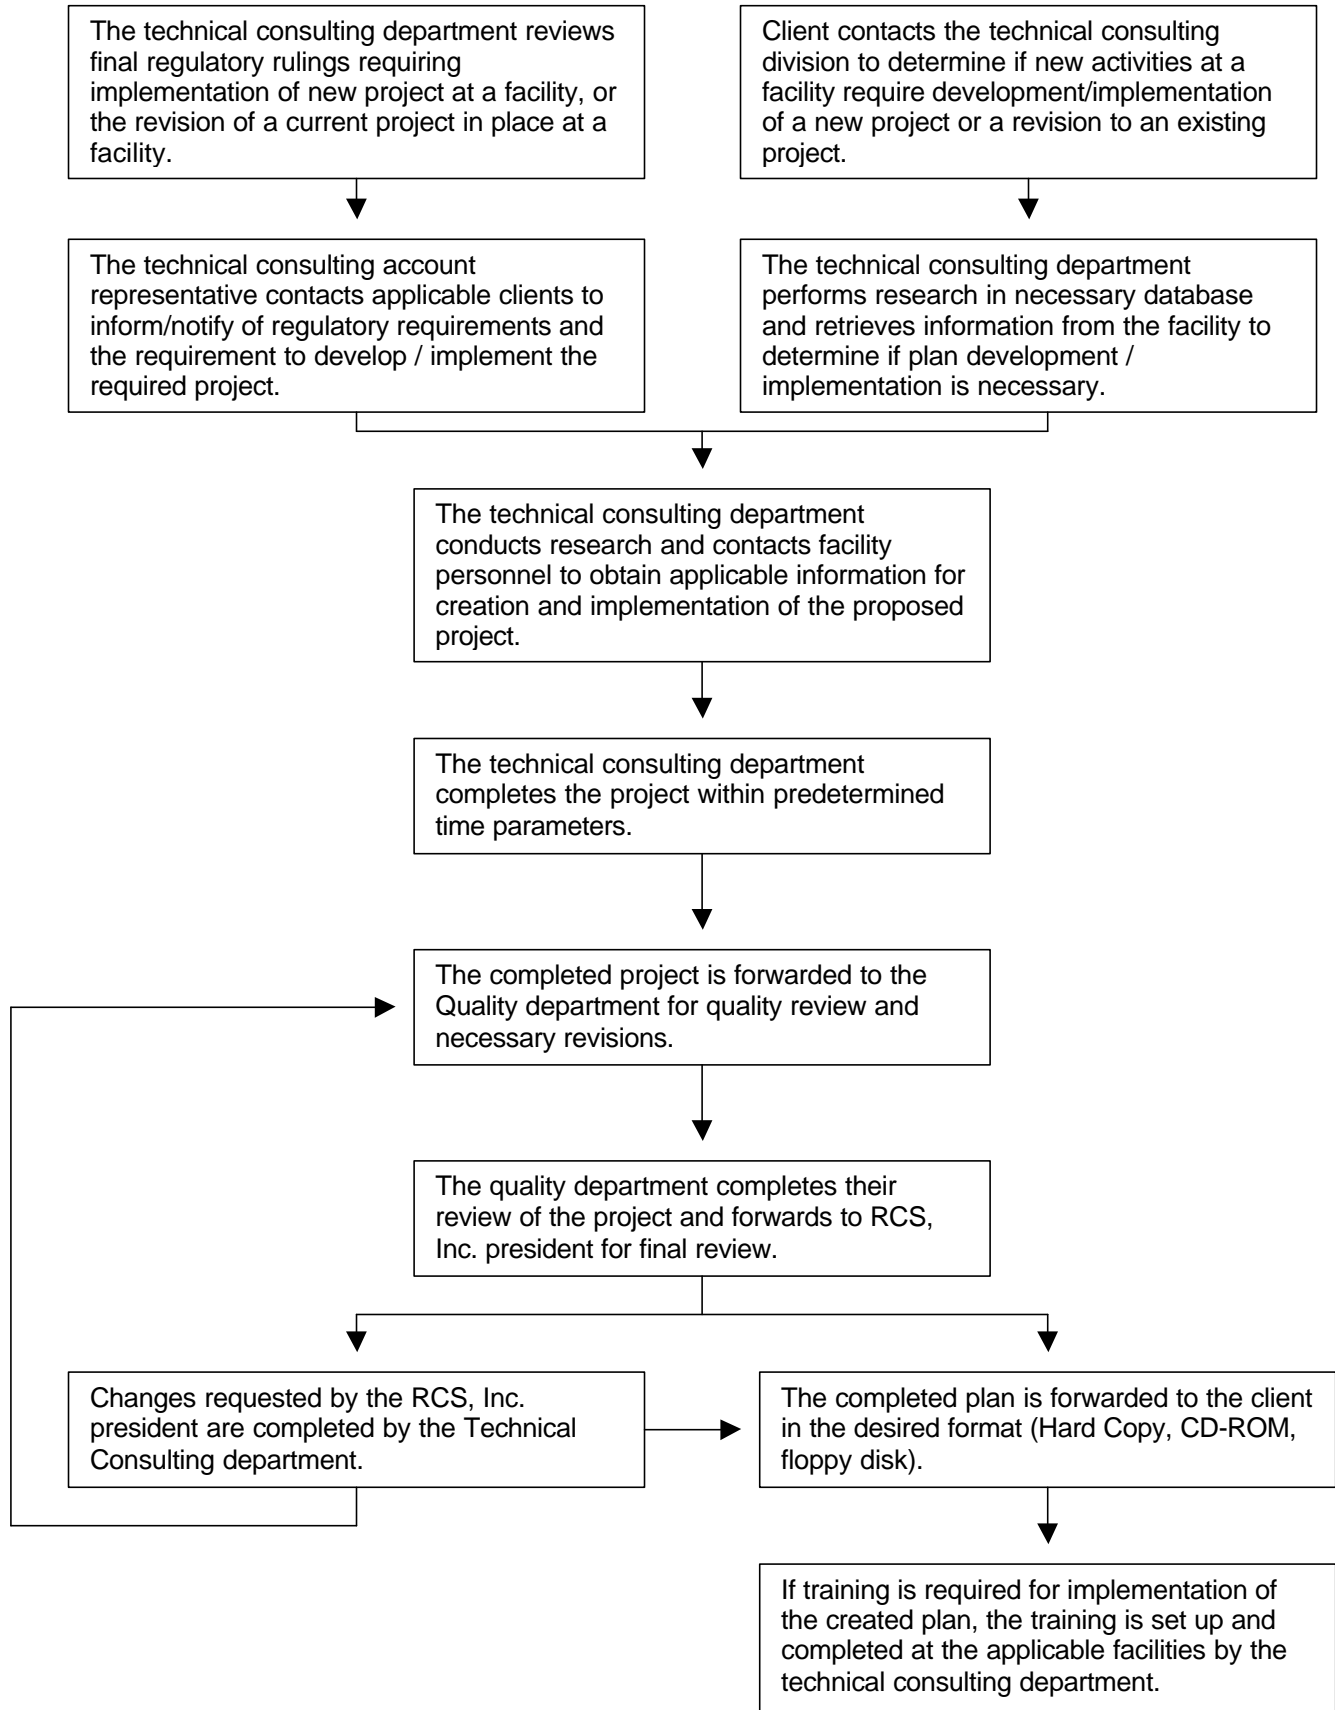 The technical consulting department reviews
final regulatory rulings requiring
implementation of new project at a facility, or
the revision of a current project in place at a
facility.
Client contacts the technical consulting
division to determine if new activities at a
facility require development/implementation
of a new project or a revision to an existing
project.
The technical consulting account
representative contacts applicable clients to
inform/notify of regulatory requirements and
the requirement to develop / implement the
required project.
The technical consulting department
performs research in necessary database
and retrieves information from the facility to
determine if plan development /
implementation is necessary.
The technical consulting department
conducts research and contacts facility
personnel to obtain applicable information for
creation and implementation of the proposed
project.
The technical consulting department
completes the project within predetermined
time parameters.
The completed project is forwarded to the
Quality department for quality review and
necessary revisions.
The quality department completes their
review of the project and forwards to RCS,
Inc. president for final review.
Changes requested by the RCS, Inc.
president are completed by the Technical
Consulting department.
The completed plan is forwarded to the client
in the desired format (Hard Copy, CD-ROM,
floppy disk).
If training is required for implementation of
the created plan, the training is set up and
completed at the applicable facilities by the
technical consulting department.